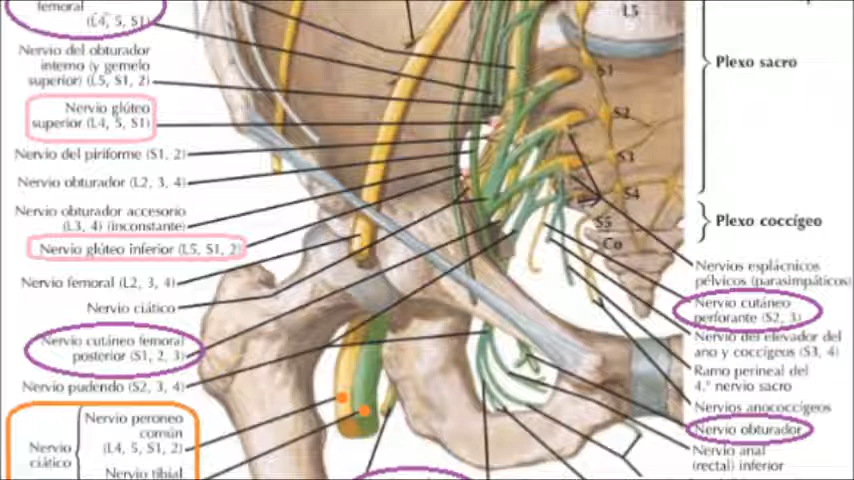 femoral
(L4, 5, S1)
Nervio del obturador
interno (y gemelo
superior) (L5, S1, 2)
Nervio glúteo
superior (L4, 5, S1)
Nervio del piriforme (S1, 2)
Nervio obturador (L2, 3, 4)
Nervio obturador accesorio
(L3, 4) (inconstante)
Nervio glúteo inferior (L5, S1, 2)
Nervio femoral (L2, 3, 4)
Nervio ciático
Nervio cutáneo femoral
posterior (S1, 2, 3)
Nervio pudendo (S2, 3, 4)
Nervio
ciático
Nervio peroneo
común
(L4, 5, S1, 2)
Nervio tibial
L5
S1
S2
S3
S4
S5
Co
Plexo sacro
Plexo coccígeo
Nervios esplácnicos
pélvicos (parasimpáticos)
Nervio cutáneo
perforante (S2, 3)
Nervio del elevador del
ano y coccígeos (S3, 4)
Ramo perineal del
4.º nervio sacro
Nervios anococcígeos
Nervio obturador
Nervio anal
(rectal) inferior